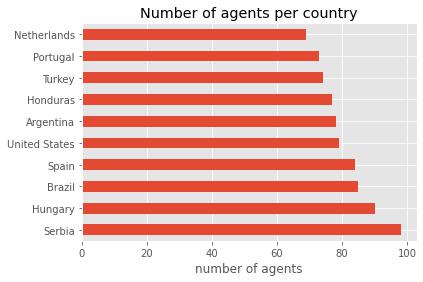 Number of agents per country
Netherlands
Portugal
Turkey
Honduras
Argentina
United States
Spain
Brazil
Hungary
Serbia
0 20 40 60 80 100
number of agents